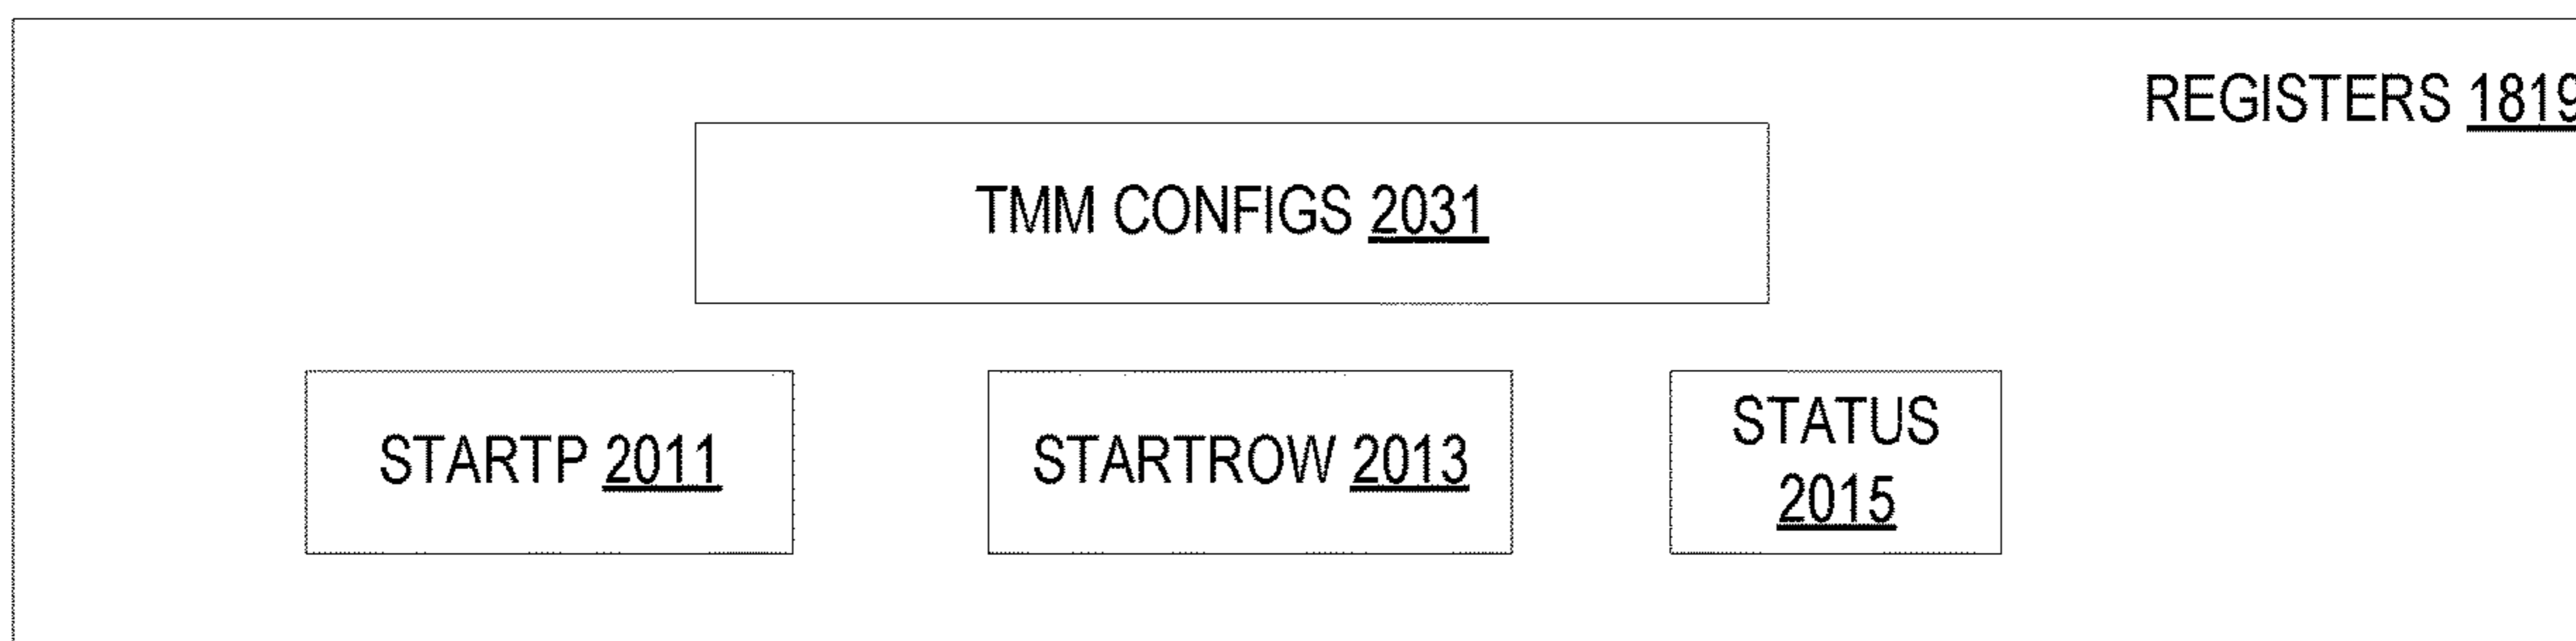 REGISTERS 1819
TMM CONFIGS 2031
STARTP 2011
STARTROW 2013
STATUS
2015